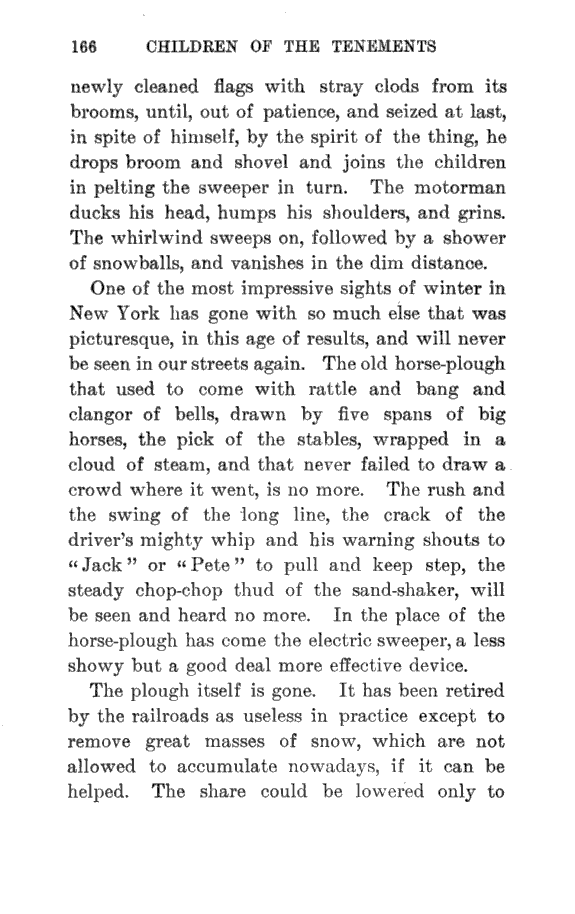 166 CHILDREN OF THE TENEMENTS
newly cleaned flags with stray clods from its
brooms, until, out of patience, and seized at last,
in spite of himself, by the spirit of the thing, he
drops broom and shovel and joins the children
in pelting the sweeper in turn. The motorman
ducks his head, humps his shoulders, and grins.
The whirlwind sweeps on, followed by a shower
of snowballs, and vanishes in the dim distance.
One of the most impressive sights of winter in
New York has gone with so much else that was
picturesque, in this age of results, and will never
be seen in our streets again. The old horse-plough
that used to come with rattle and bang and
clangor of bells, drawn by five spans of big
horses, the pick of the stables, wrapped in a
cloud of steam, and that never failed to draw a
crowd where it went, is no more. The rush and
the swing of the long line, the crack of the
driver's mighty whip and his warning shouts to
"Jack" or "Pete" to pull and keep step, the
steady chop-chop thud of the sand-shaker, will
be seen and heard no more. In the place of the
horse-plough has come the electric sweeper, a less
showy but a good deal more effective device.
The plough itself is gone. It has been retired
by the railroads as useless in practice except to
remove great masses of snow, which are not
allowed to accumulate nowadays, if it can be
helped. The share could be lowered only to